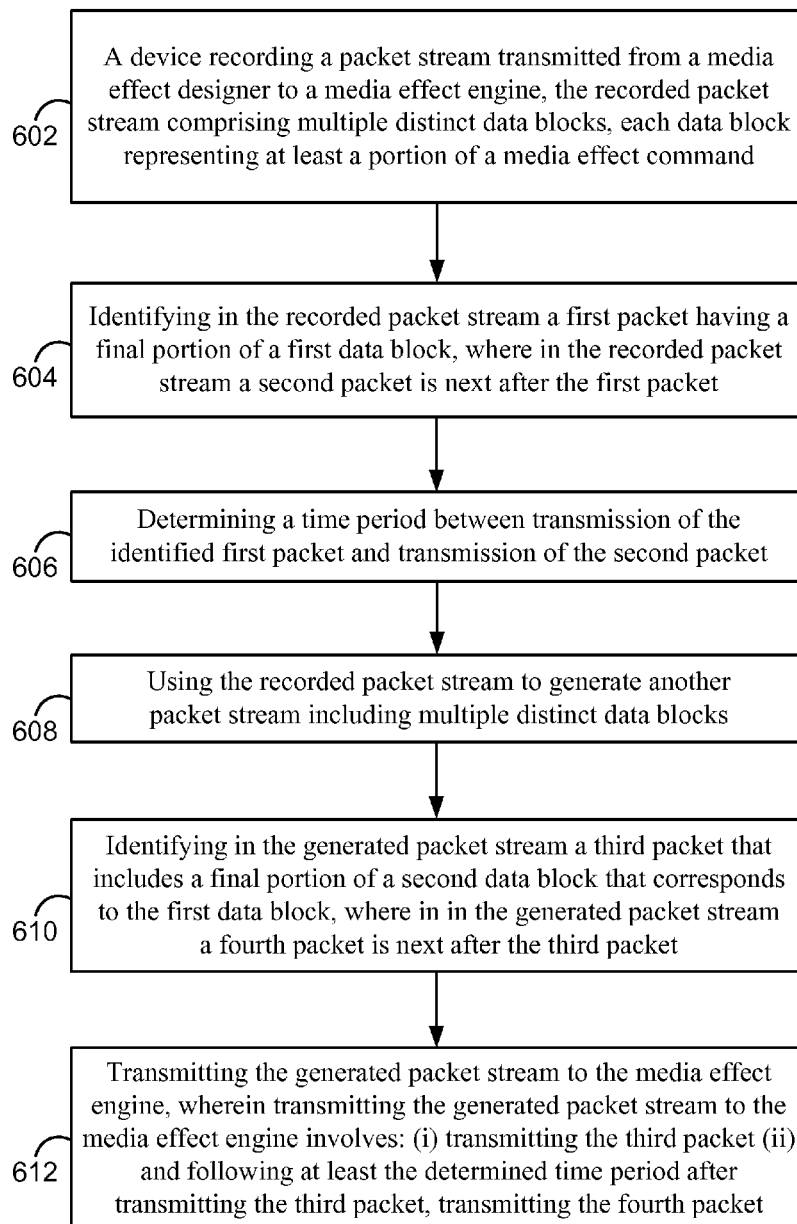 A device recording a packet stream transmitted from a media
effect designer to a media effect engine, the recorded packet
stream comprising multiple distinct data blocks, each data block
representing at least a portion of a media effect command
602
Identifying in the recorded packet stream a first packet having a
final portion of a first data block, where in the recorded packet
stream a second packet is next after the first packet
604
Determining a time period between transmission of the
identified first packet and transmission of the second packet
606
Using the recorded packet stream to generate another
packet stream including multiple distinct data blocks
608
Identifying in the generated packet stream a third packet that
includes a final portion of a second data block that corresponds
to the first data block, where in in the generated packet stream
a fourth packet is next after the third packet
610
Transmitting the generated packet stream to the media effect
engine, wherein transmitting the generated packet stream to the
media effect engine involves: (i) transmitting the third packet (ii)
and following at least the determined time period after
transmitting the third packet, transmitting the fourth packet
612